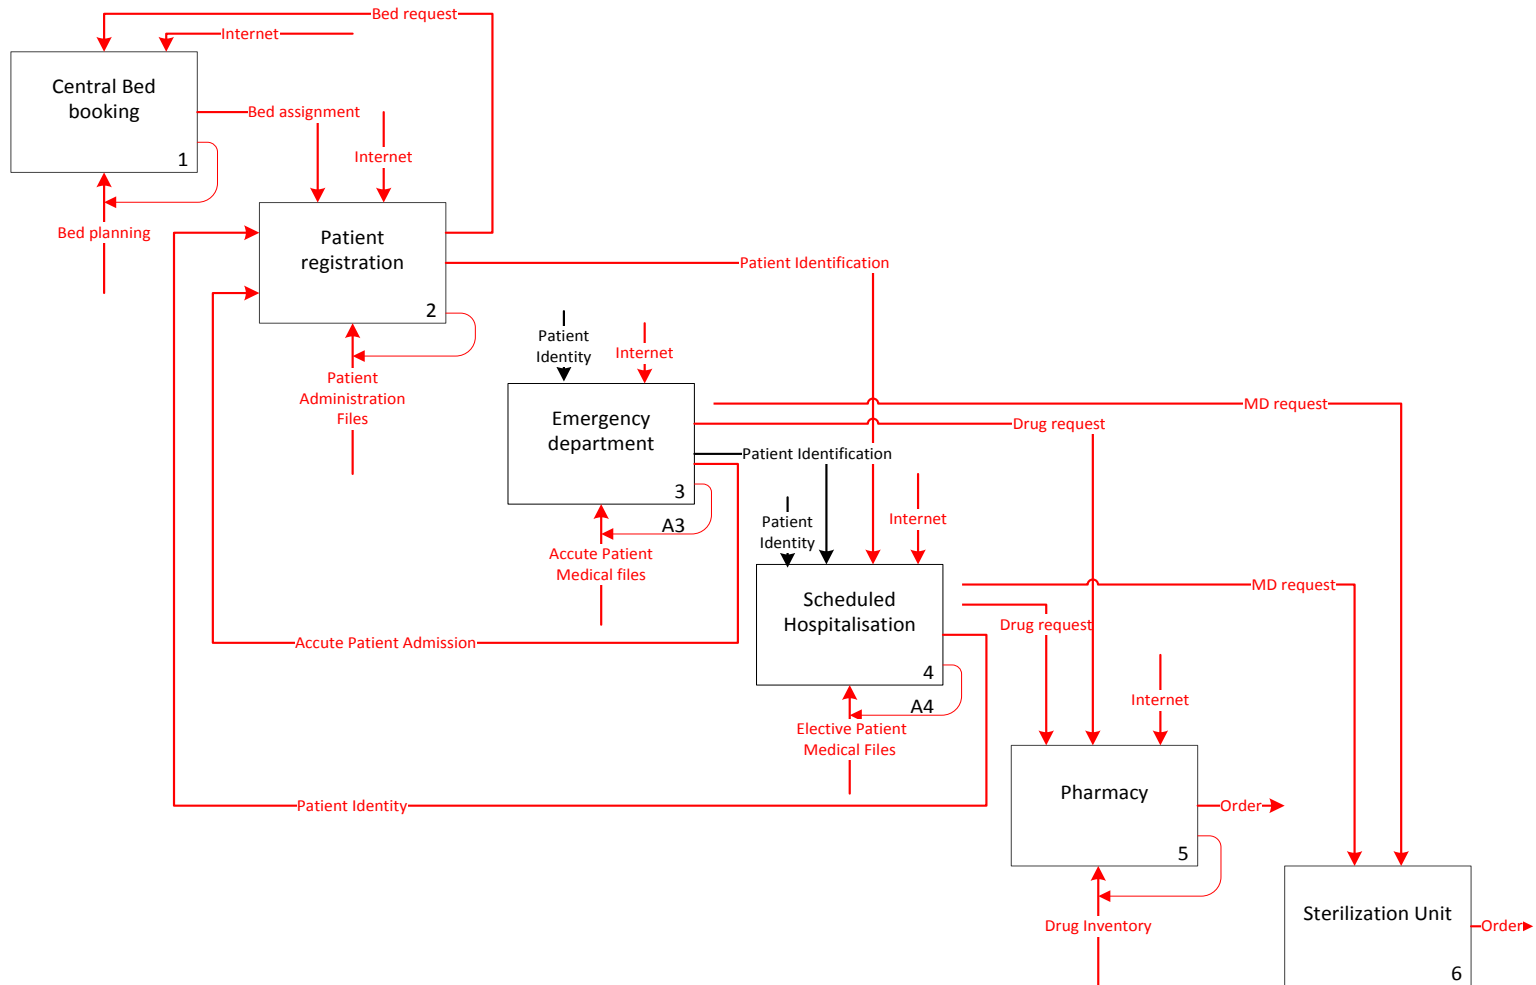 Bed request
Internet
Central Bed
booking
1
Bed assignment
Internet
Bed planning
Patient
registration
2
Patient Identification
Patient
Identity
Internet
Patient
Administration
Files
Emergency
department
3
MD request
Drug request
Patient Identification
A3
Accute Patient
Medical files
Patient
Identity
Internet
Scheduled
Hospitalisation
4
MD request
Drug request
Accute Patient Admission
A4
Elective Patient
Medical Files
Internet
Patient Identity
Pharmacy
5
Order
Drug Inventory
Sterilization Unit
6
Order